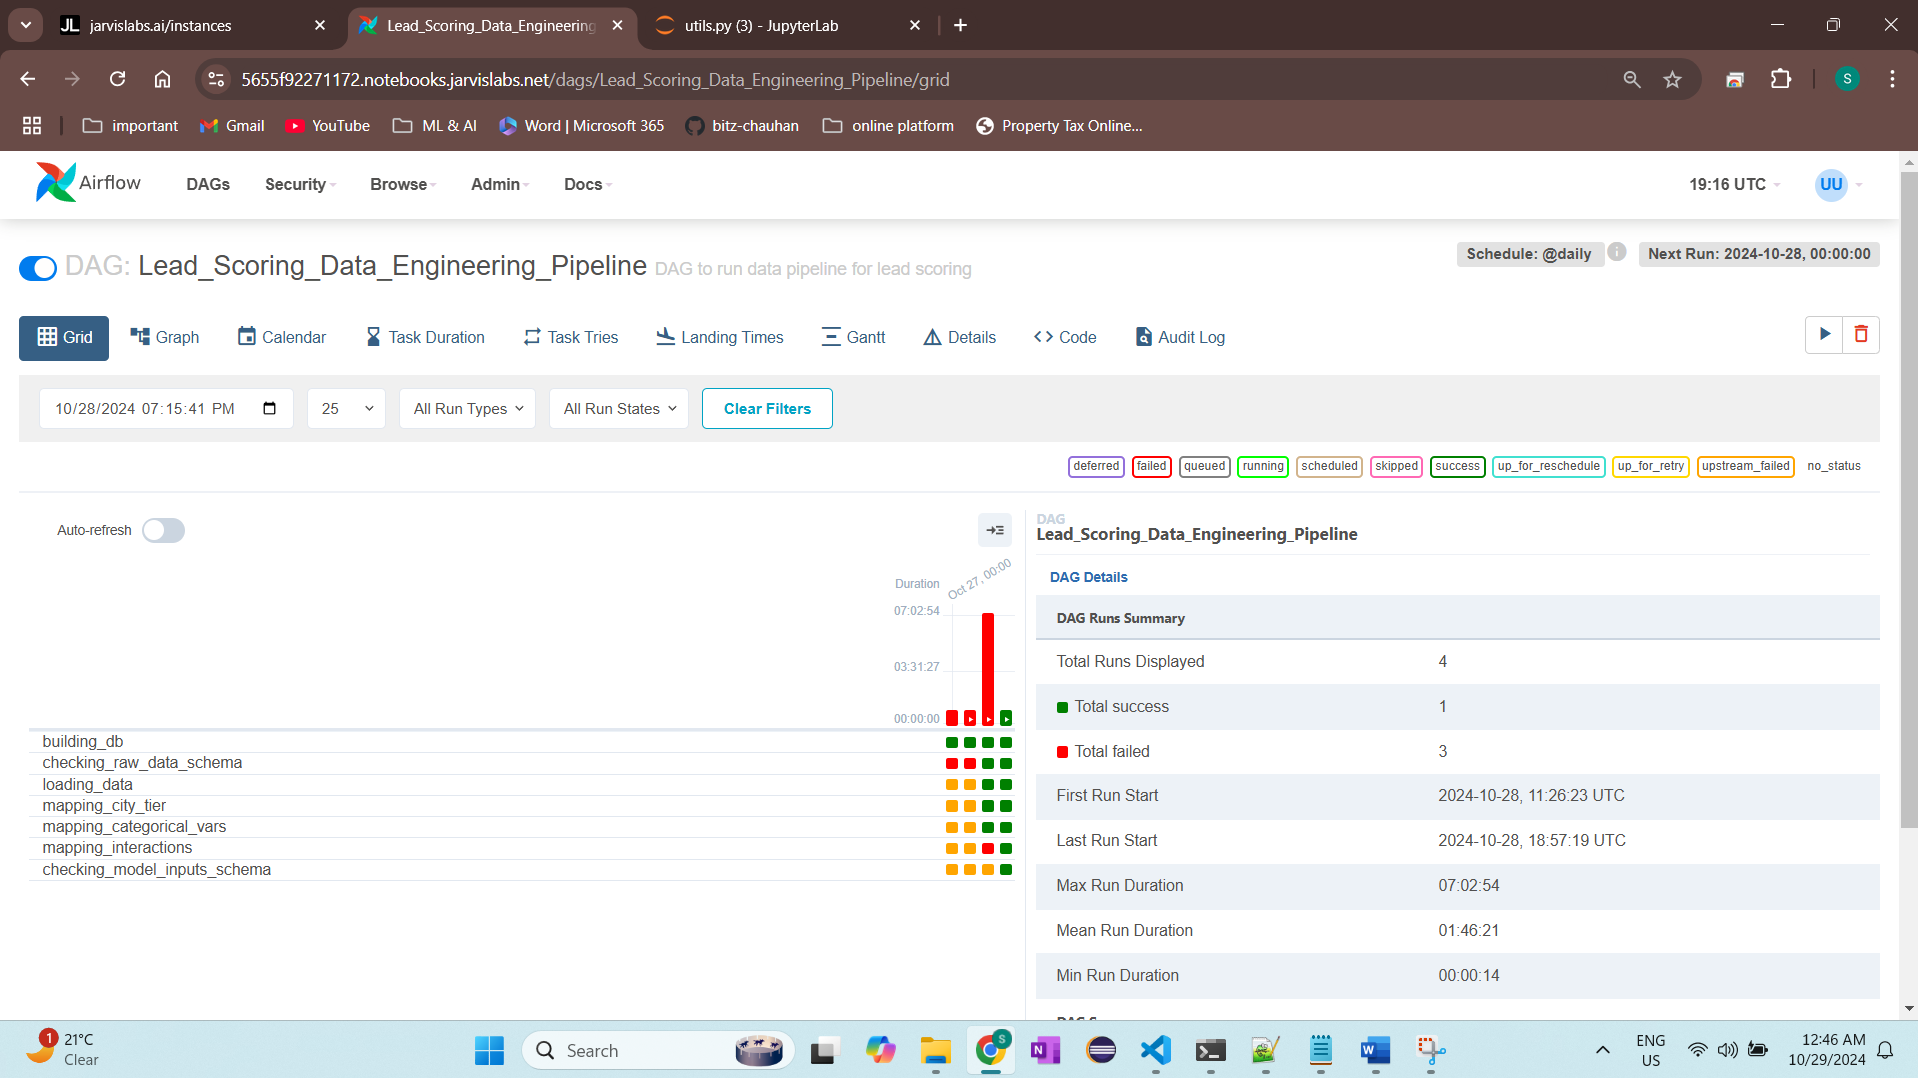 jarvislabs.ai/instances
Lead_Scoring_Data_Engineering
utils.py (3) - JupyterLab
5655f92271172.notebooks.jarvislabs.net/dags/Lead_Scoring_Data_Engineering_Pipeline/grid
S
important
Gmail
YouTube
ML & AI
Word | Microsoft 365
bitz-chauhan
online platform
Property Tax Online...
Airflow
DAGs
Security
Browse
Admin
Docs
19:16 UTC
UU
DAG: Lead_Scoring_Data_Engineering_Pipeline DAG to run data pipeline for lead scoring
Schedule: @daily
Next Run: 2024-10-28, 00:00:00
Grid
Graph
Calendar
Task Duration
Task Tries
Landing Times
Gantt
Details
Code
Audit Log
10/28/2024 07:15:41 PM
25
All Run Types
All Run States
Clear Filters
deferred
failed
queued
running
scheduled
skipped
success
up_for_reschedule
up_for_retry
upstream_failed
no_status
Auto-refresh
Duration
Oct 27, 00:00
07:02:54
03:31:27
00:00:00
building_db
checking_raw_data_schema
loading_data
mapping_city_tier
mapping_categorical_vars
mapping_interactions
checking_model_inputs_schema
DAG
Lead_Scoring_Data_Engineering_Pipeline
DAG Details
DAG Runs Summary
Total Runs Displayed 4
Total success 1
Total failed 3
First Run Start 2024-10-28, 11:26:23 UTC
Last Run Start 2024-10-28, 18:57:19 UTC
Max Run Duration 07:02:54
Mean Run Duration 01:46:21
Min Run Duration 00:00:14
1
21°C
Clear
Search
S
ENG
US
12:46 AM
10/29/2024